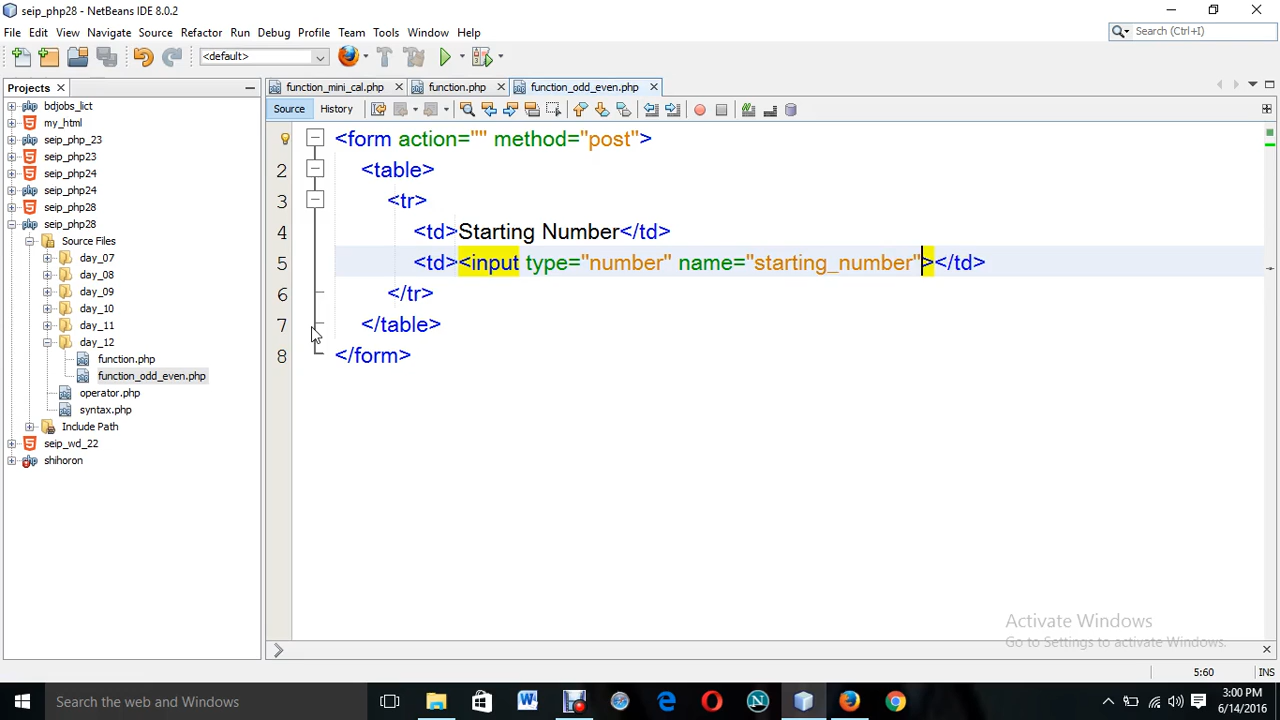 seip_php28 - NetBeans IDE 8.0.2
File Edit View Navigate Source Refactor Run Debug Profile Team Tools Window Help
Search (Ctrl+I)
<default>
Projects
function_mini_cal.php
function.php
function_odd_even.php
Source
History
bdjobs_lict
my_html
seip_php_23
seip_php23
seip_php24
seip_php24
seip_php28
seip_php28
Source Files
day_07
day_08
day_09
day_10
day_11
day_12
function.php
function_odd_even.php
operator.php
syntax.php
Include Path
seip_wd_22
shihoron
<form action="" method="post">
2 <table>
3 <tr>
4 <td>Starting Number</td>
5 <td><input type="number" name="starting_number"></td>
6 </tr>
7 </table>
8 </form>
Activate Windows
Go to Settings to activate Windows.
5:60 INS
Search the web and Windows
3:00 PM
6/14/2016